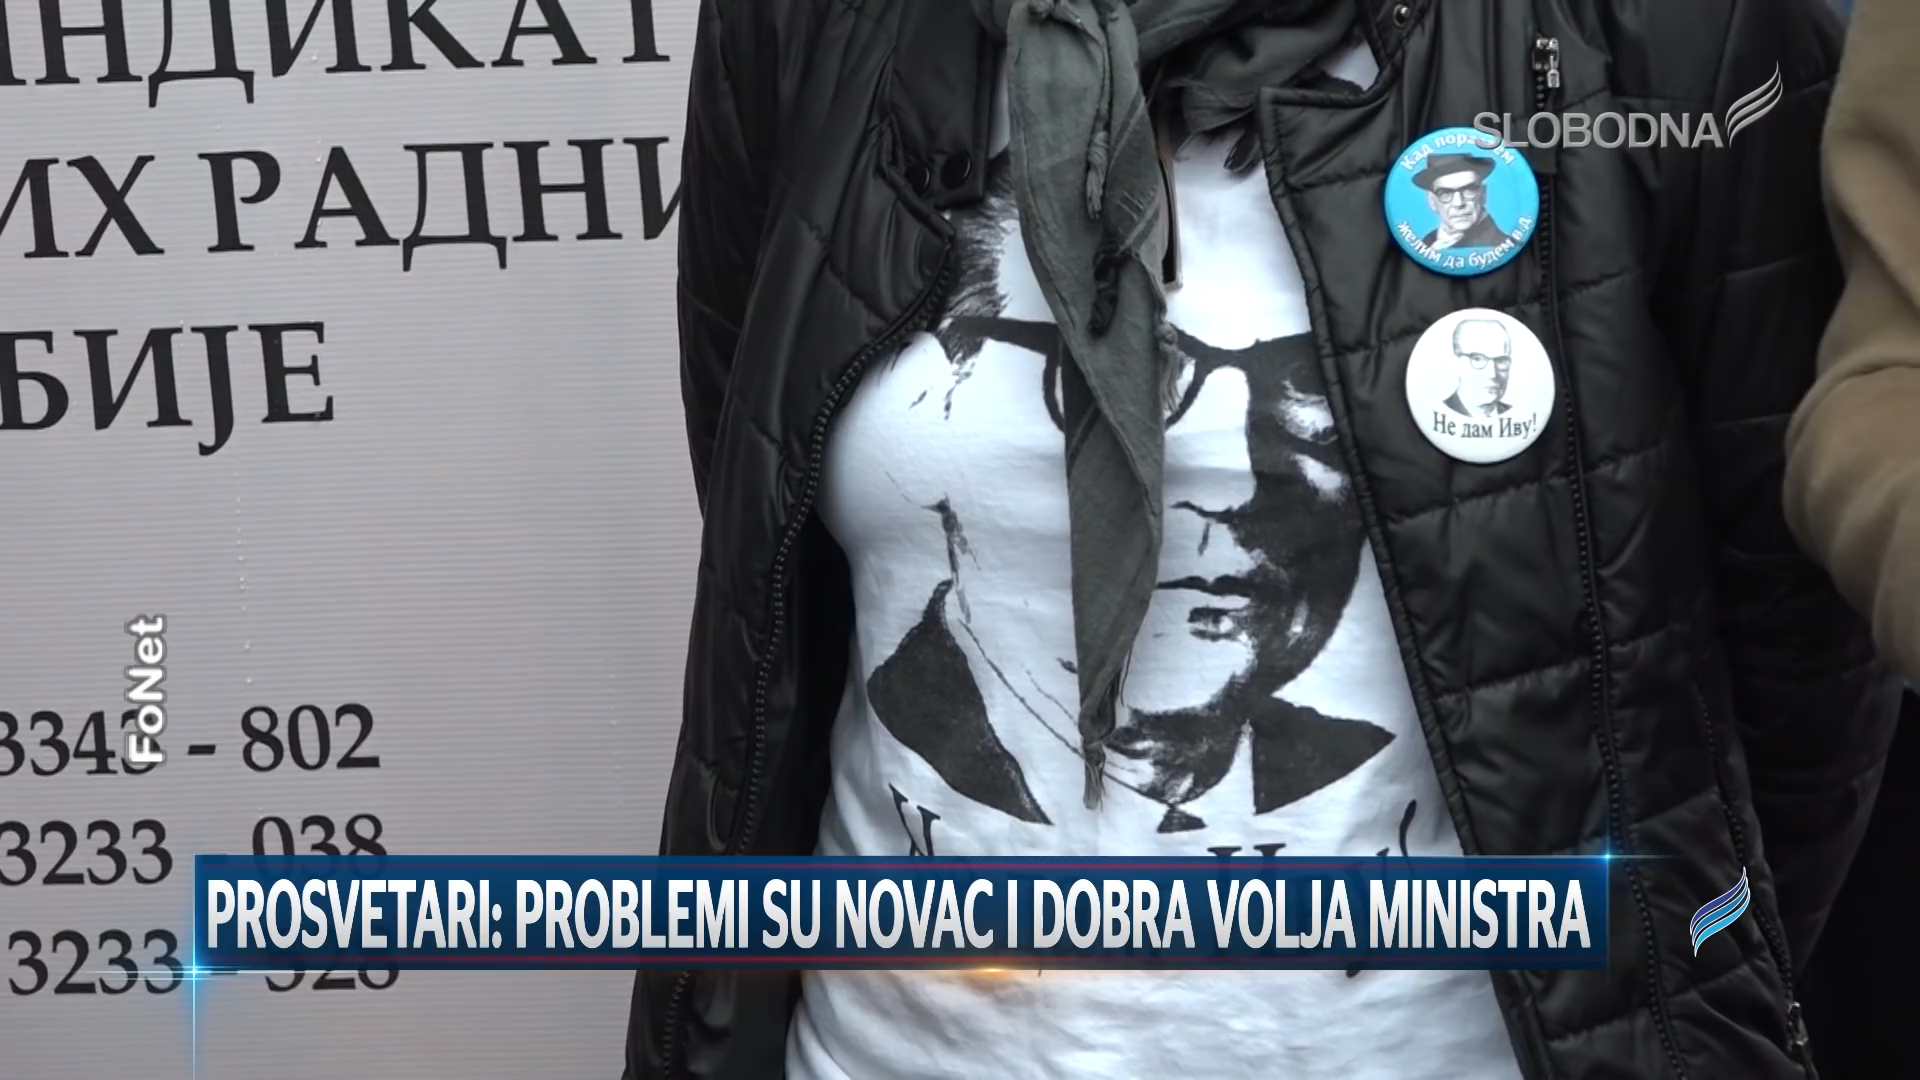 ИНДИКАТ
ИХ РАДНИ
БИЈЕ
3343 - 802
3233 - 038
3233 - 328
FoNet
SLOBODNA
Кад порастем
желим да будем в.д.
Не дам Иву!
PROSVETARI: PROBLEMI SU NOVAC I DOBRA VOLJA MINISTRA